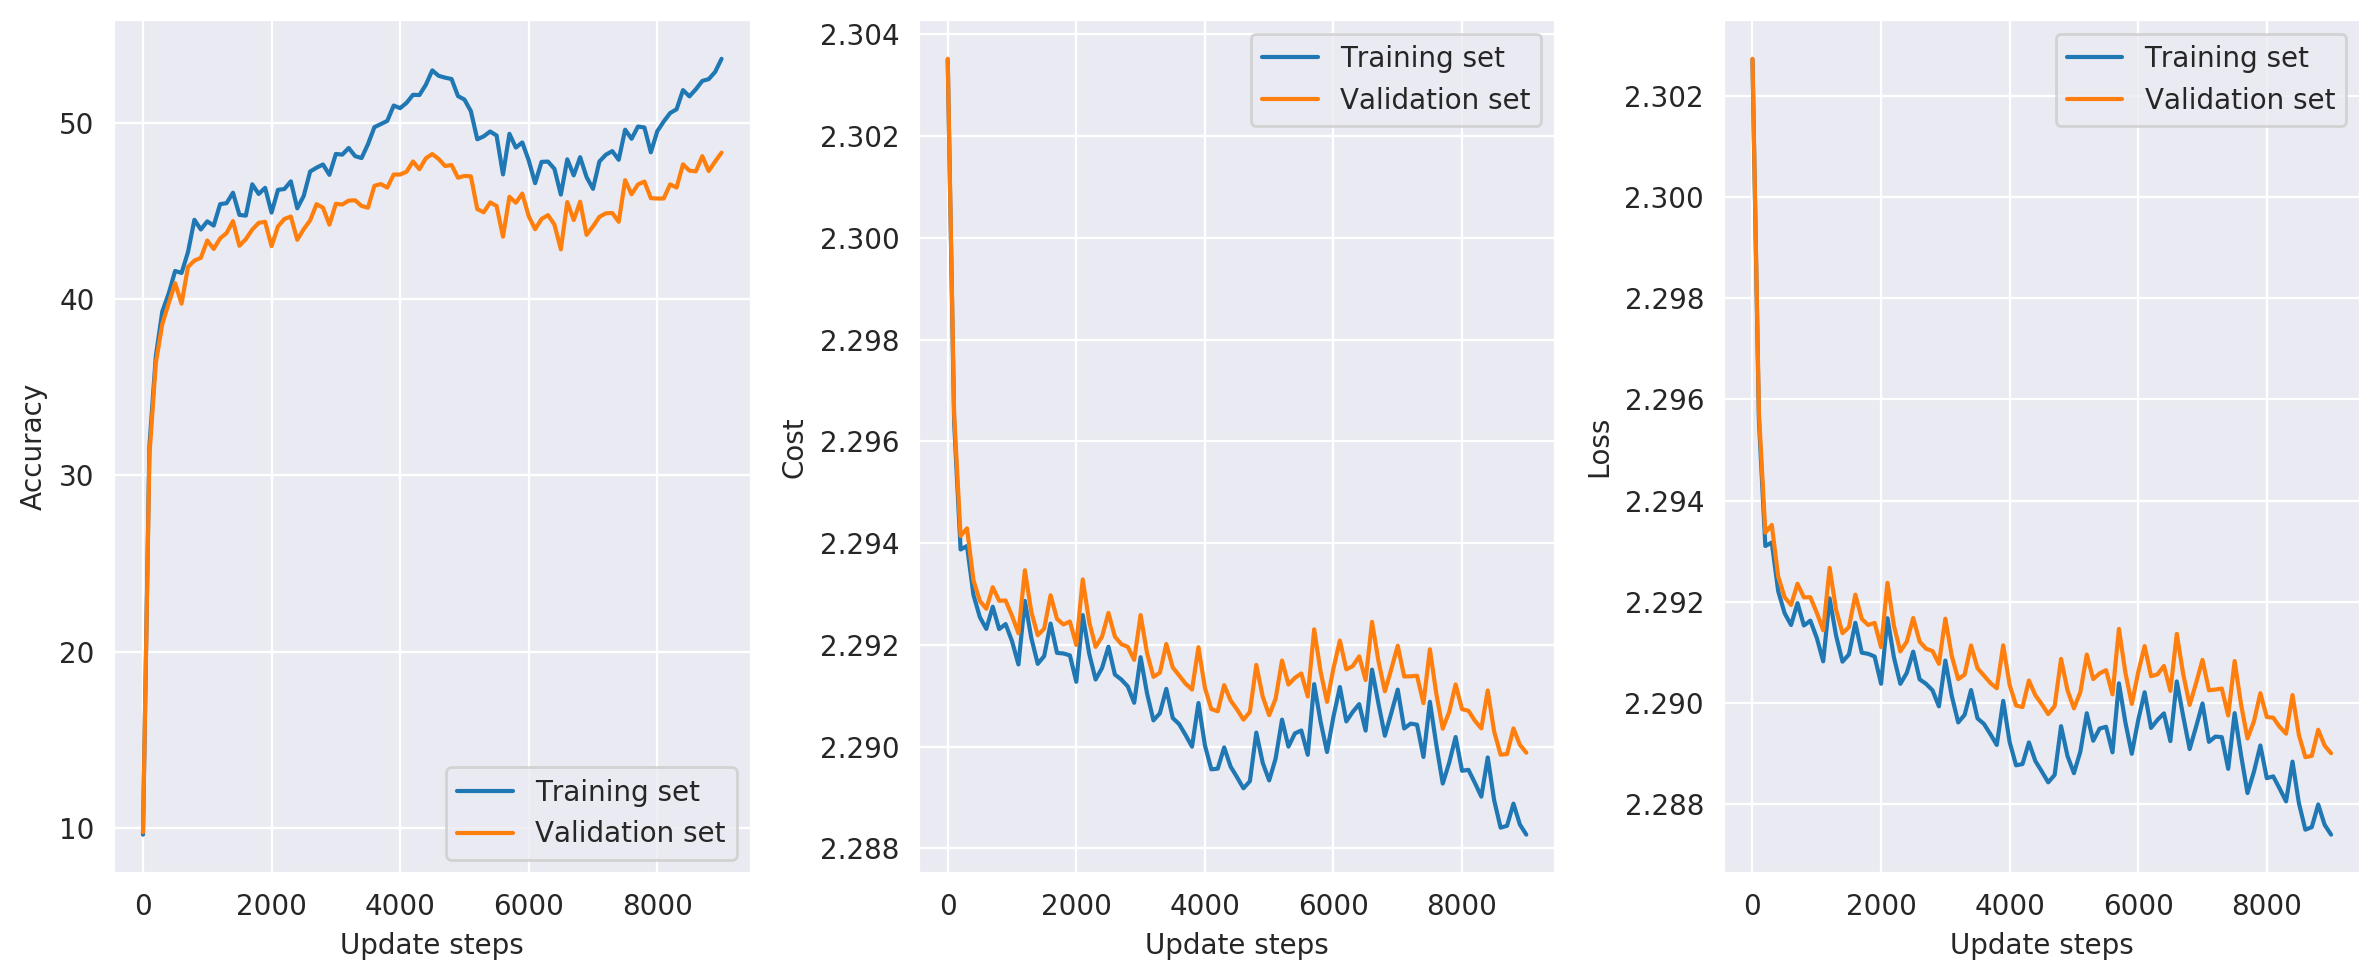 Accuracy
50
40
30
20
10
Training set
Validation set
0 2000 4000 6000 8000
Update steps
Cost
2.304
2.302
2.300
2.298
2.296
2.294
2.292
2.290
2.288
Training set
Validation set
0 2000 4000 6000 8000
Update steps
Loss
2.302
2.300
2.298
2.296
2.294
2.292
2.290
2.288
Training set
Validation set
0 2000 4000 6000 8000
Update steps